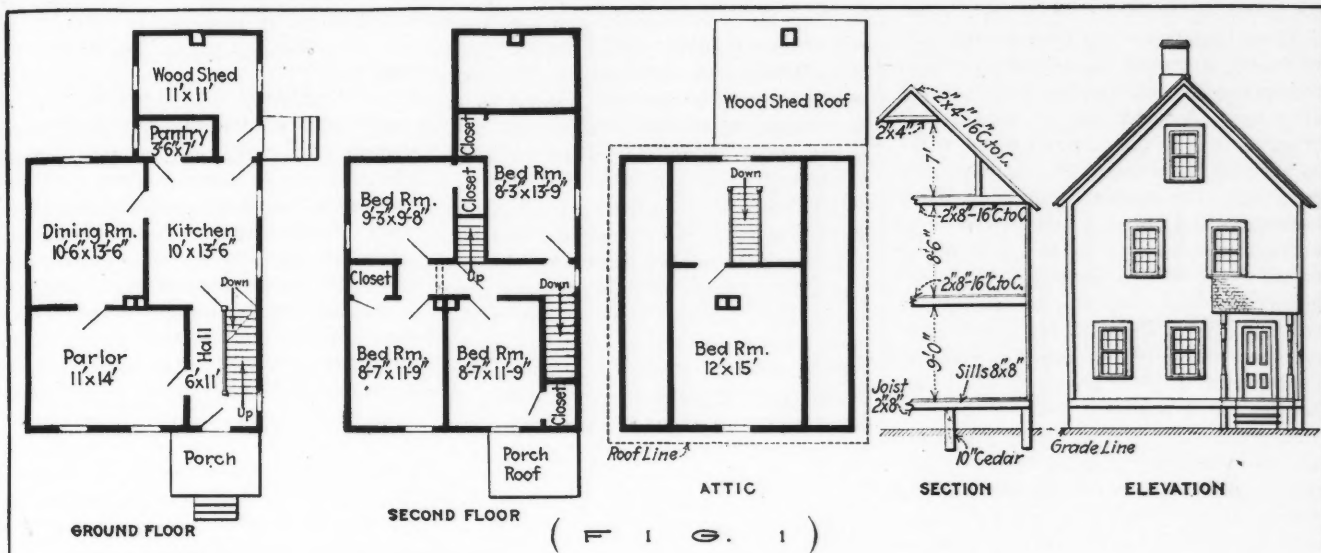 Wood Shed
11'x11'
Pantry
3'-6"x7'
Dining Rm.
10'-6"x13'-6"
Kitchen
10'x13'-6"
Down
Parlor
11'x14'
Hall
6'x11'
Up
Porch
GROUND FLOOR
Closet
Bed Rm.
8'-3"x13'-9"
Closet
Bed Rm.
9'-3"x9'-8"
Up
Closet
Down
Bed Rm.
8'-7"x11'-9"
Bed Rm.
8'-7"x11'-9"
Closet
Porch
Roof
SECOND FLOOR
Wood Shed Roof
Down
Bed Rm.
12'x15'
Roof Line
ATTIC
2"x4"-16"C.toC.
2"x4"
7'
2"x8"-16"C.toC.
8'6"
2"x8"-16"C.toC.
9'-0"
Sills 8"x8"
Joist
2"x8"
10"Cedar
SECTION
Grade Line
ELEVATION
( FIG. 1 )